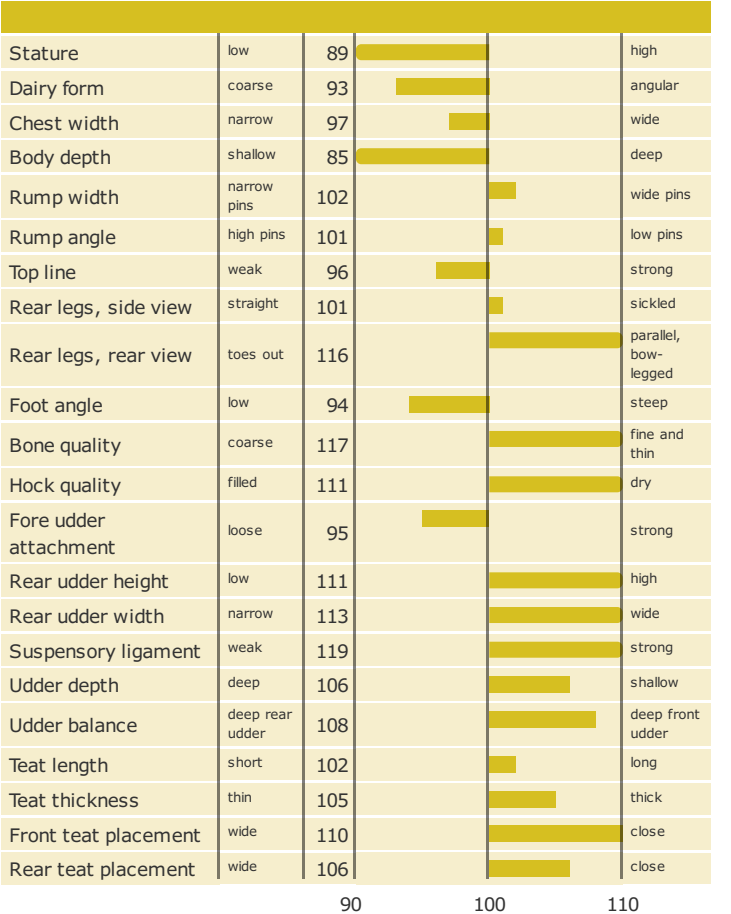 Stature low 89 high
Dairy form coarse 93 angular
Chest width narrow 97 wide
Body depth shallow 85 deep
Rump width narrow pins 102 wide pins
Rump angle high pins 101 low pins
Top line weak 96 strong
Rear legs, side view straight 101 sickled
Rear legs, rear view toes out 116 parallel, bow-legged
Foot angle low 94 steep
Bone quality coarse 117 fine and thin
Hock quality filled 111 dry
Fore udder attachment loose 95 strong
Rear udder height low 111 high
Rear udder width narrow 113 wide
Suspensory ligament weak 119 strong
Udder depth deep 106 shallow
Udder balance deep rear udder 108 deep front udder
Teat length short 102 long
Teat thickness thin 105 thick
Front teat placement wide 110 close
Rear teat placement wide 106 close
90 100 110